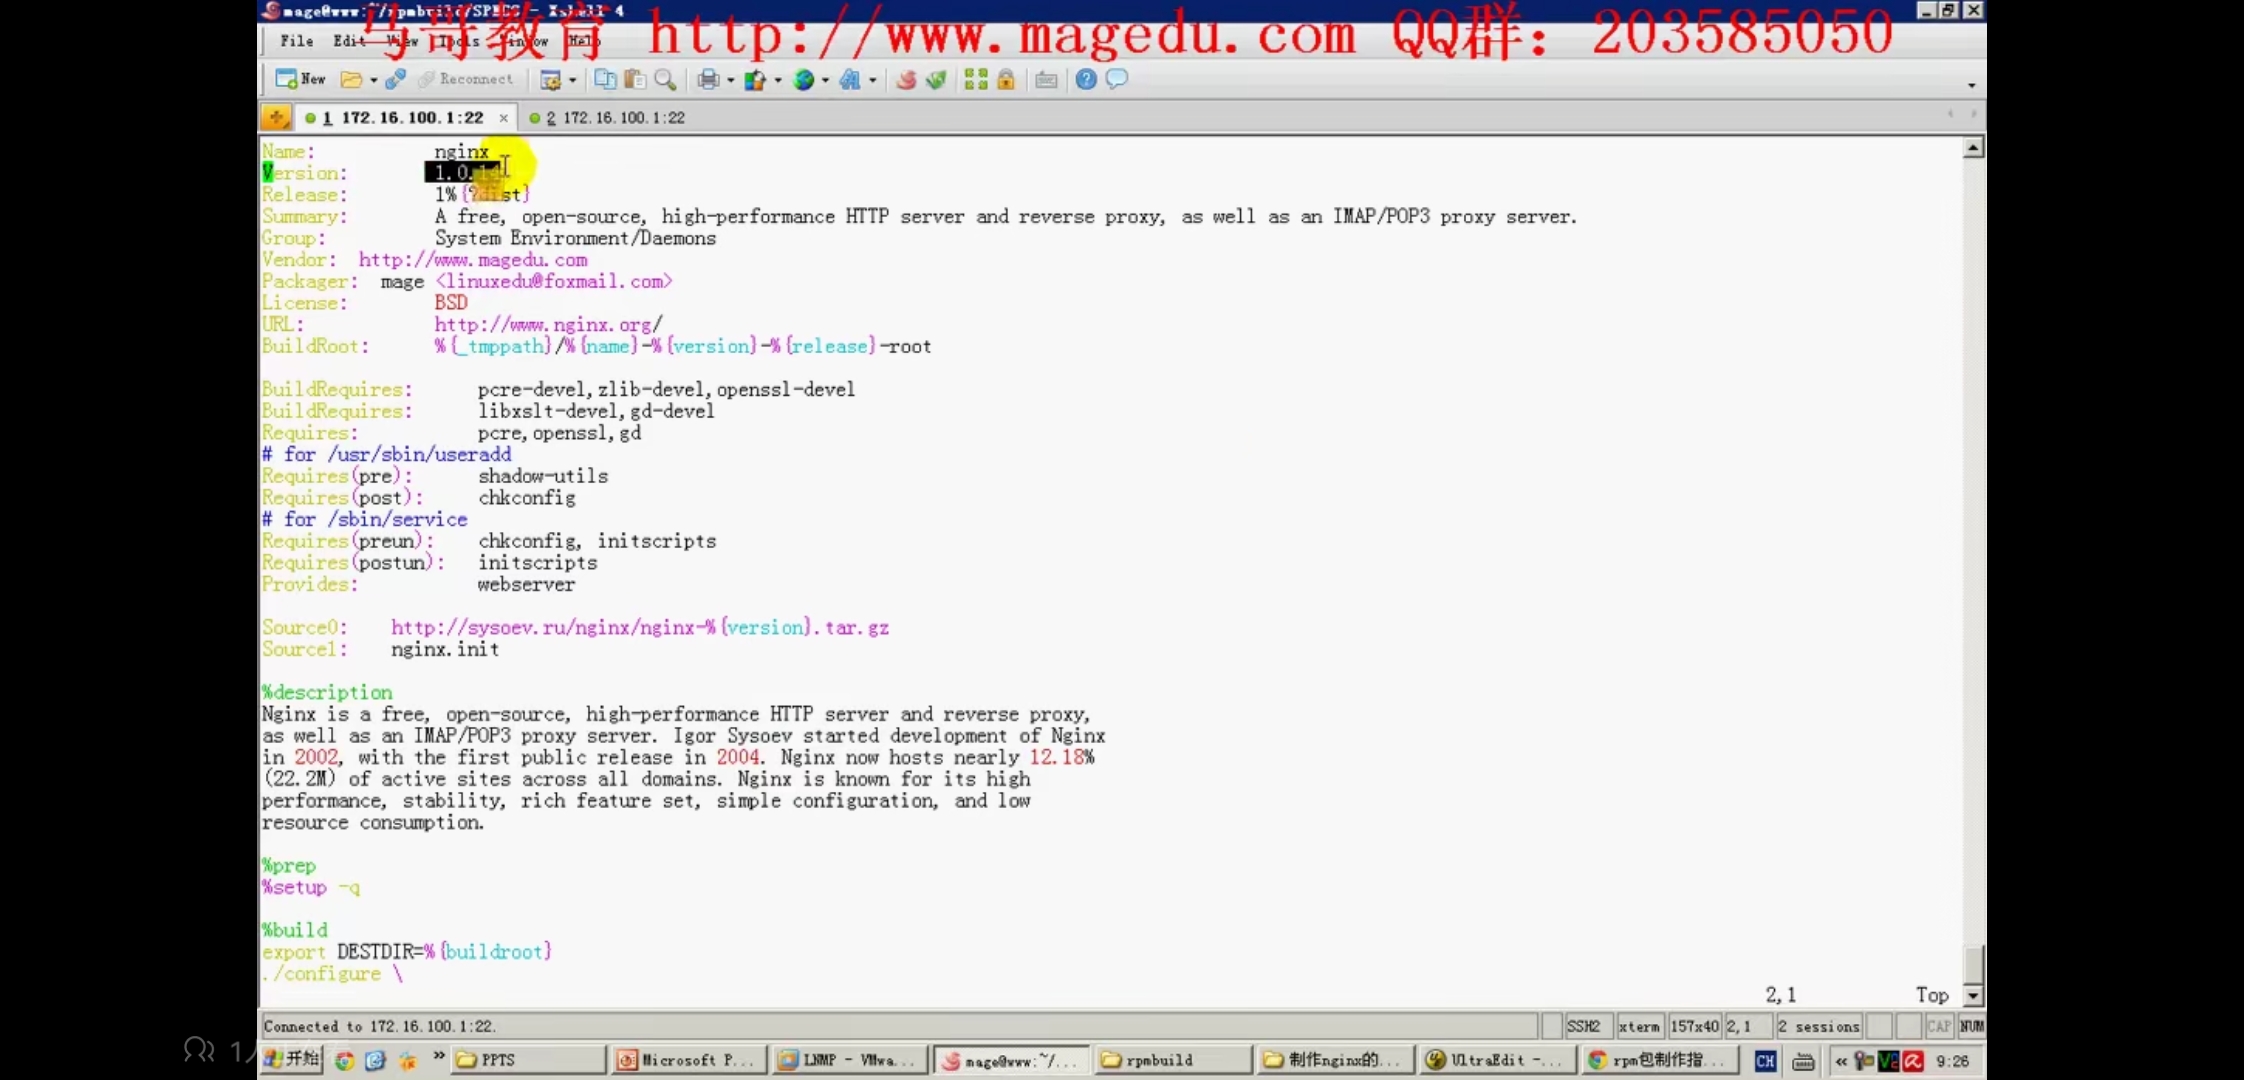 mage@www:~/rpmbuild/SPECS - Xshell 4
马哥教育 http://www.magedu.com QQ群: 203585050
File Edit View Tools Window Help
New Reconnect
1 172.16.100.1:22 × 2 172.16.100.1:22
Name: nginx
Version: 1.0.14
Release: 1%{?dist}
Summary: A free, open-source, high-performance HTTP server and reverse proxy, as well as an IMAP/POP3 proxy server.
Group: System Environment/Daemons
Vendor: http://www.magedu.com
Packager: mage <linuxedu@foxmail.com>
License: BSD
URL: http://www.nginx.org/
BuildRoot: %{_tmppath}/%{name}-%{version}-%{release}-root
BuildRequires: pcre-devel,zlib-devel,openssl-devel
BuildRequires: libxslt-devel,gd-devel
Requires: pcre,openssl,gd
# for /usr/sbin/useradd
Requires(pre): shadow-utils
Requires(post): chkconfig
# for /sbin/service
Requires(preun): chkconfig, initscripts
Requires(postun): initscripts
Provides: webserver
Source0: http://sysoev.ru/nginx/nginx-%{version}.tar.gz
Source1: nginx.init
%description
Nginx is a free, open-source, high-performance HTTP server and reverse proxy,
as well as an IMAP/POP3 proxy server. Igor Sysoev started development of Nginx
in 2002, with the first public release in 2004. Nginx now hosts nearly 12.18%
(22.2M) of active sites across all domains. Nginx is known for its high
performance, stability, rich feature set, simple configuration, and low
resource consumption.
%prep
%setup -q
%build
export DESTDIR=%{buildroot}
./configure \
2,1 Top
Connected to 172.16.100.1:22. SSH2 xterm 157x40 2,1 2 sessions CAP NUM
开始 » PPTS Microsoft P... LNMP - VMwa... mage@www:~/... rpmbuild 制作nginx的... UltraEdit -... rpm包制作指... CH « 9:26